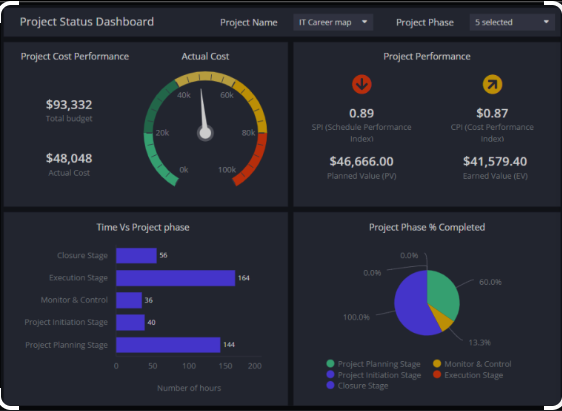 Project Status Dashboard
Project Name
IT Career map
Project Phase
5 selected
Project Cost Performance
Actual Cost
$93,332
Total budget
$48,048
Actual Cost
0k
20k
40k
60k
80k
100k
Project Performance
0.89
SPI (Schedule Performance
Index)
$0.87
CPI (Cost Performance
Index)
$46,666.00
Planned Value (PV)
$41,579.40
Earned Value (EV)
Time Vs Project phase
Closure Stage
56
Execution Stage
164
Monitor & Control
36
Project Initiation Stage
40
Project Planning Stage
144
0
50
100
150
200
Number of hours
Project Phase % Completed
0.0%
0.0%
60.0%
100.0%
13.3%
Project Planning Stage
Monitor & Control
Project Initiation Stage
Execution Stage
Closure Stage